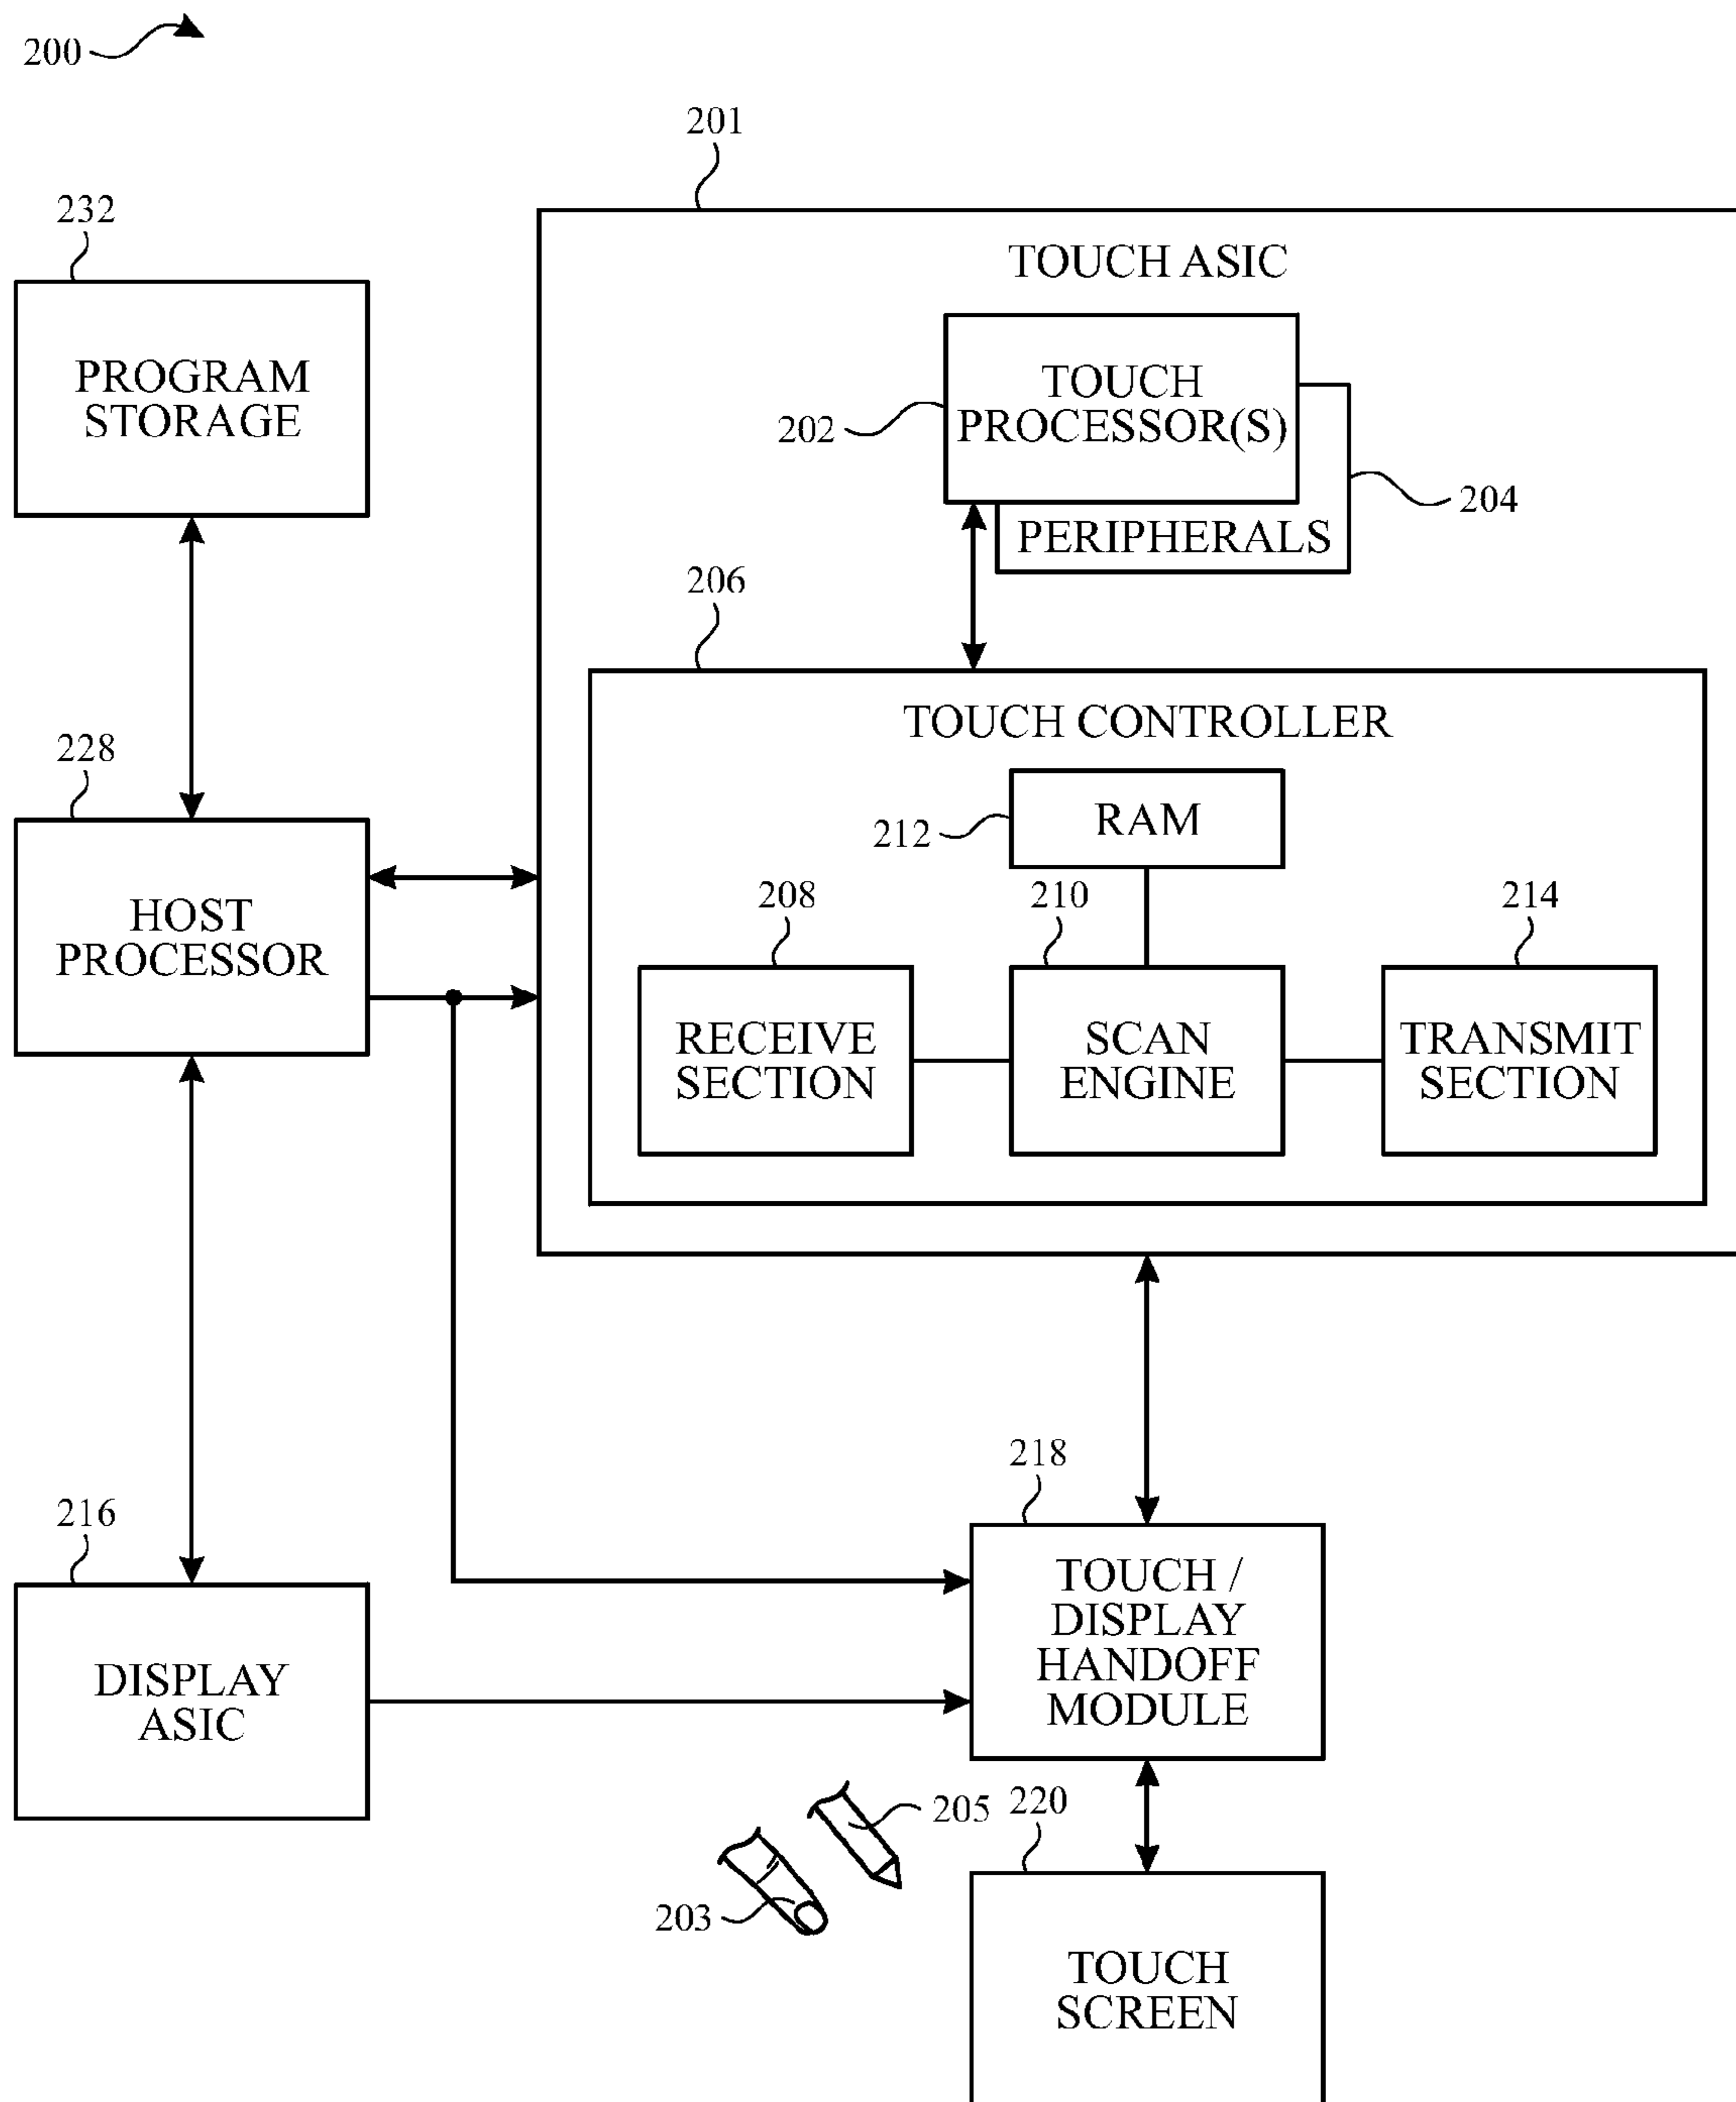 200
201
232
TOUCH ASIC
PROGRAM
STORAGE
TOUCH
PROCESSOR(S)
202
204
PERIPHERALS
206
TOUCH CONTROLLER
228
RAM
212
HOST
PROCESSOR
208
210
214
RECEIVE
SECTION
SCAN
ENGINE
TRANSMIT
SECTION
218
216
TOUCH /
DISPLAY
HANDOFF
MODULE
DISPLAY
ASIC
205
220
203
TOUCH
SCREEN